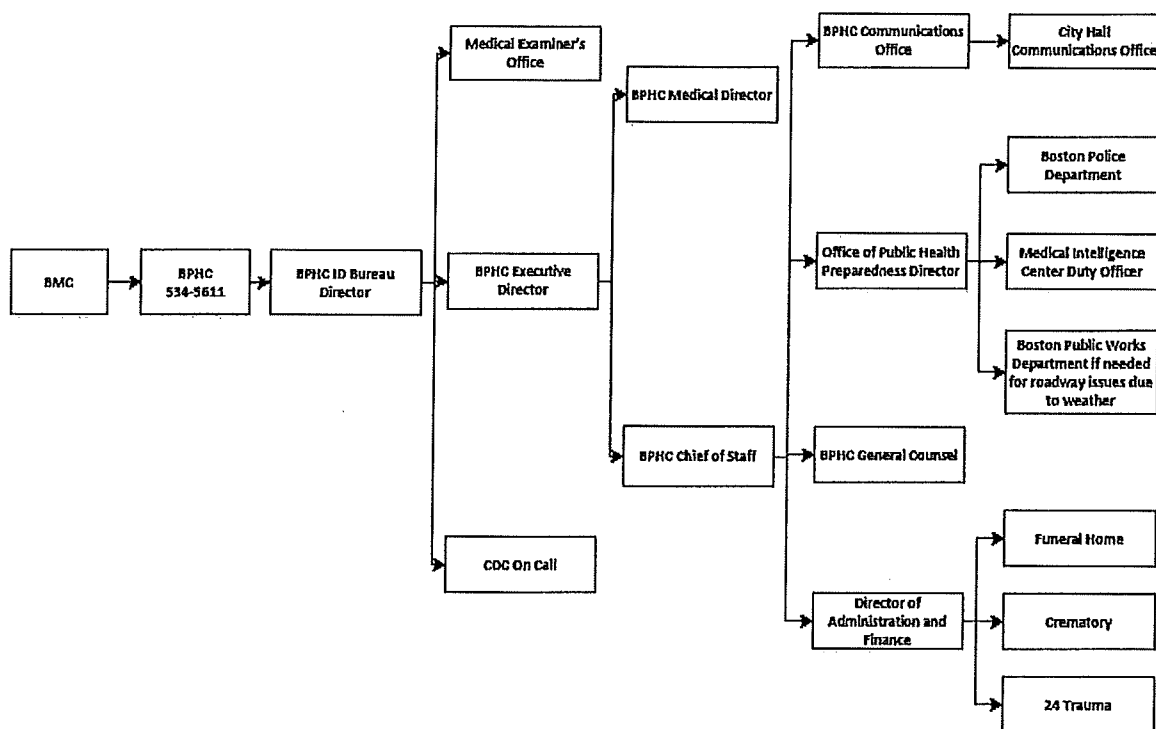 Medical Examiner's
Office
BPHC Communications
Office
City Hall
Communications Office
BPHC Medical Director
Boston Police
Department
BMC
BPHC
534-5611
BPHC ID Bureau
Director
BPHC Executive
Director
Office of Public Health
Preparedness Director
Medical Intelligence
Center Duty Officer
Boston Public Works
Department if needed
for roadway issues due
to weather
BPHC Chief of Staff
BPHC General Counsel
CDC On Call
Funeral Home
Director of
Administration and
Finance
Crematory
24 Trauma